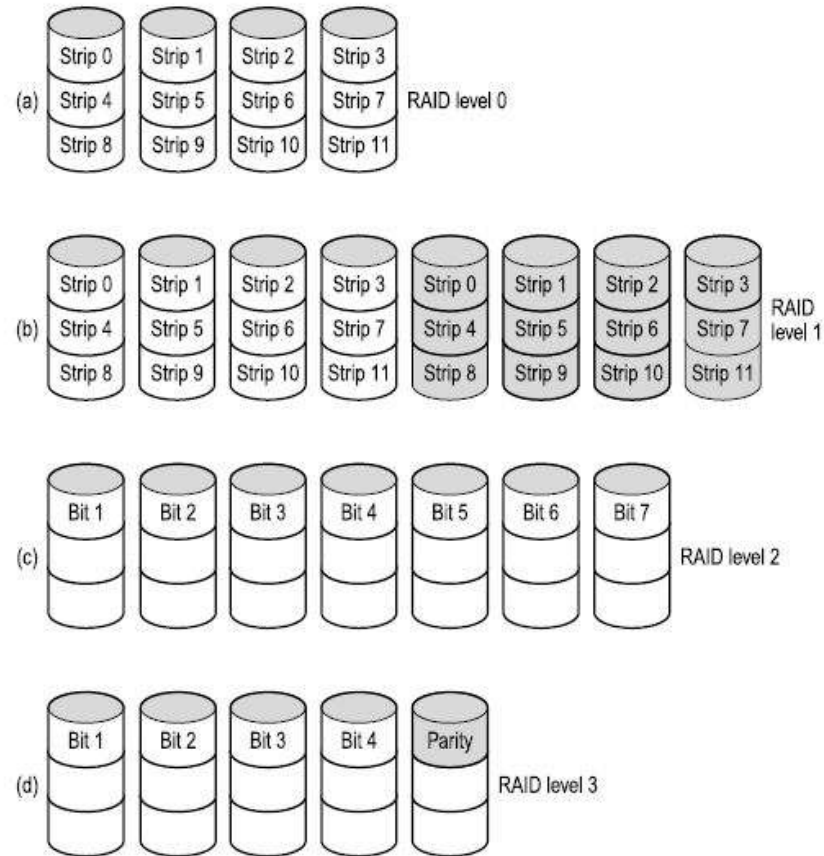 Strip 0 Strip 1 Strip 2 Strip 3
(a) Strip 4 Strip 5 Strip 6 Strip 7 RAID level 0
Strip 8 Strip 9 Strip 10 Strip 11
Strip 0 Strip 1 Strip 2 Strip 3 Strip 0 Strip 1 Strip 2 Strip 3
(b) Strip 4 Strip 5 Strip 6 Strip 7 Strip 4 Strip 5 Strip 6 Strip 7 RAID level 1
Strip 8 Strip 9 Strip 10 Strip 11 Strip 8 Strip 9 Strip 10 Strip 11
Bit 1 Bit 2 Bit 3 Bit 4 Bit 5 Bit 6 Bit 7
(c) RAID level 2
Bit 1 Bit 2 Bit 3 Bit 4 Parity
(d) RAID level 3